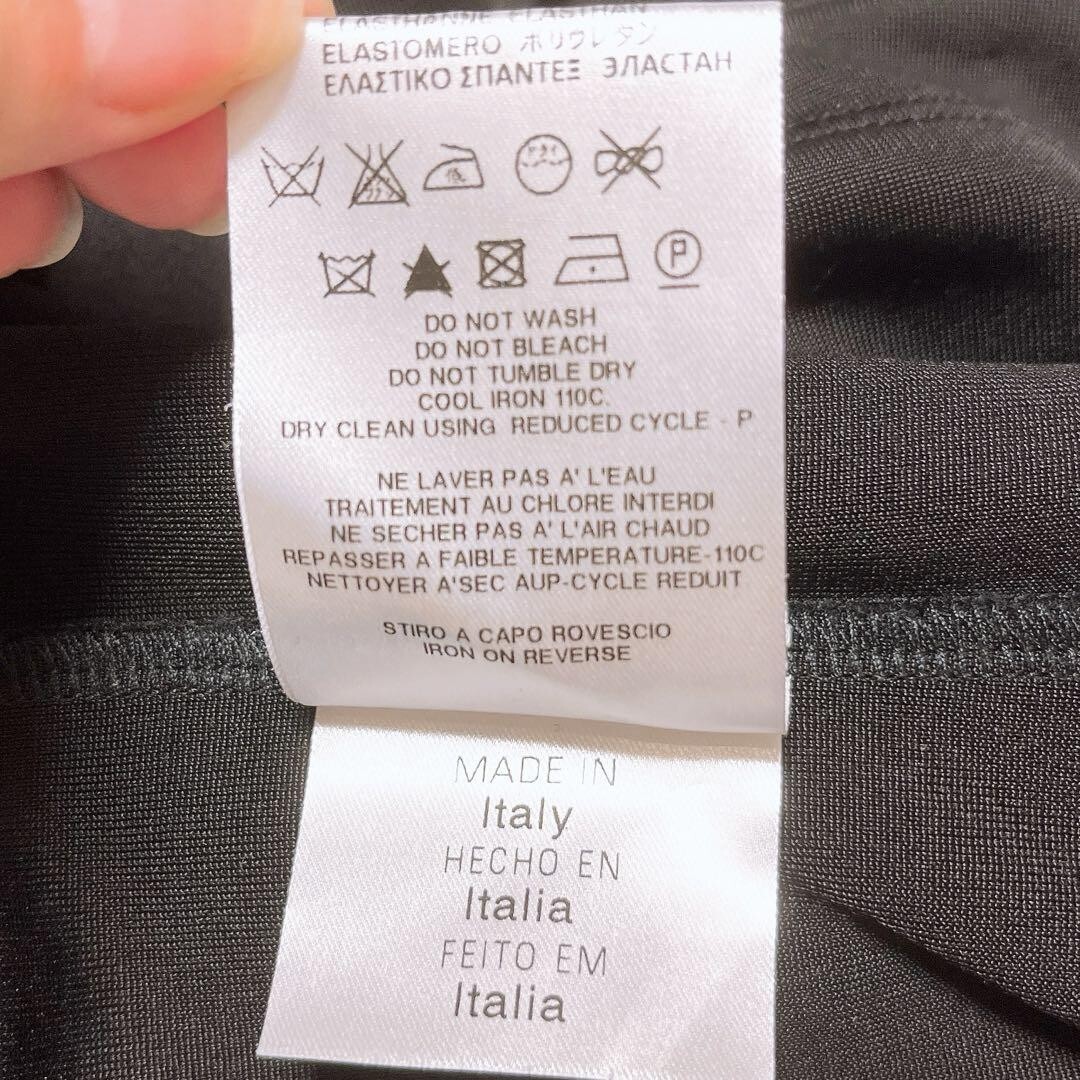 ELASTHANNE ELASTHAN
ELASTOMERO ポリウレタン
ΕΛΑΣΤΙΚΟ ΣΠΑΝΤΕΞ ЭЛАСТАН
低
P
DO NOT WASH
DO NOT BLEACH
DO NOT TUMBLE DRY
COOL IRON 110C.
DRY CLEAN USING REDUCED CYCLE - P
NE LAVER PAS A' L'EAU
TRAITEMENT AU CHLORE INTERDI
NE SECHER PAS A' L'AIR CHAUD
REPASSER A FAIBLE TEMPERATURE-110C
NETTOYER A'SEC AUP-CYCLE REDUIT
STIRO A CAPO ROVESCIO
IRON ON REVERSE
MADE IN
Italy
HECHO EN
Italia
FEITO EM
Italia